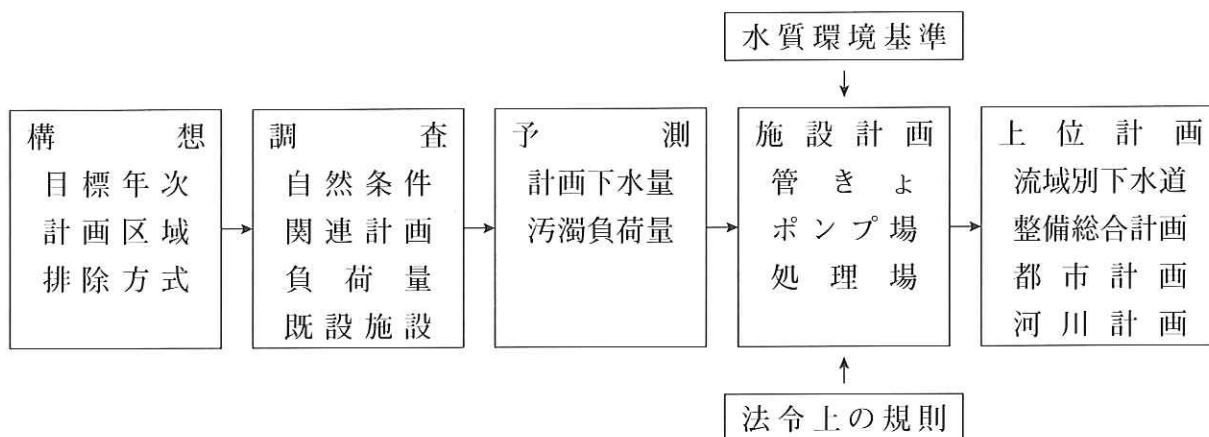 水質環境基準
構想
目標年次
計画区域
排除方式
調査
自然条件
関連計画
負荷量
既設施設
予測
計画下水量
汚濁負荷量
施設計画
管きょ
ポンプ場
処理場
上位計画
流域別下水道
整備総合計画
都市計画
河川計画
法令上の規則